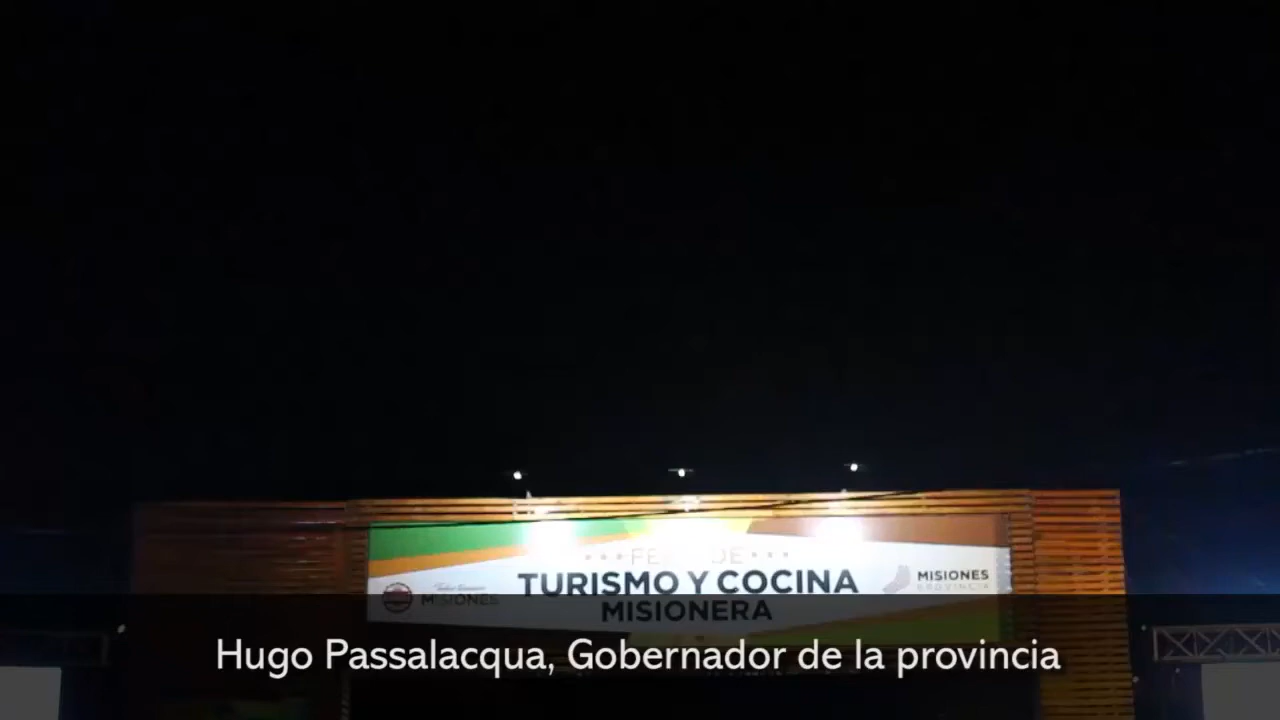 TURISMO Y COCINA
MISIONERA
MISIONES
MISIONES
PROVINCIA
Hugo Passalacqua, Gobernador de la provincia